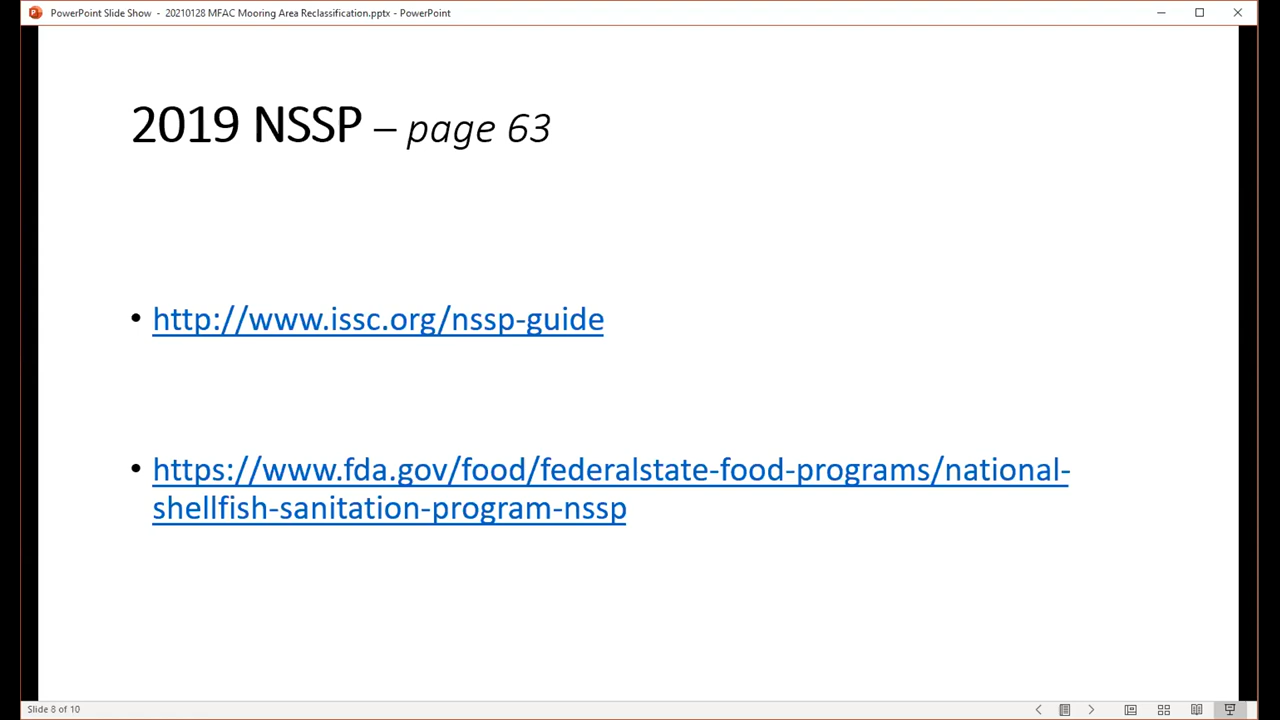 PowerPoint Slide Show - 20210128 MFAC Mooring Area Reclassification.pptx - PowerPoint
2019 NSSP – page 63
• http://www.issc.org/nssp-guide
• https://www.fda.gov/food/federalstate-food-programs/national-
shellfish-sanitation-program-nssp
Slide 8 of 10